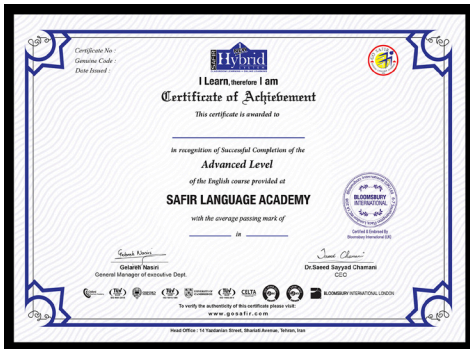 Certificate No :
Genuine Code :
Date Issued :
SAFIR
Hybrid
I Learn, therefore I am
Certificate of Achievement
This certificate is awarded to
in recognition of Successful Completion of the
Advanced Level
of the English course provided at
SAFIR LANGUAGE ACADEMY
with the average passing mark of
in
BLOOMSBURY
INTERNATIONAL
Certified & Endorsed By
Bloomsbury International (UK)
Gelareh Nasiri
General Manager of executive Dept.
Dr.Saeed Sayyad Chamani
CEO
CELTA
BLOOMSBURY INTERNATIONAL LONDON
To verify the authenticity of this certificate please visit:
www.gosafir.com
Head Office : 14 Yazdanian Street, Shariati Avenue, Tehran, Iran